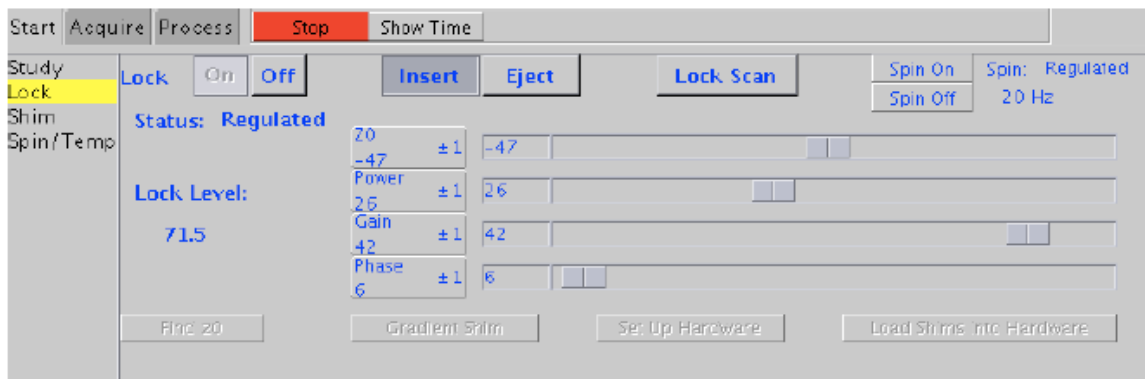 Start Acquire Process Stop Show Time
Study
Lock
Shim
Spin/Temp
Lock On Off Insert Eject Lock Scan Spin On Spin: Regulated
Spin Off 20 Hz
Status: Regulated
Z0
-47 ±1 -47
Power
26 ±1 26
Lock Level:
71.5
Gain
42 ±1 42
Phase
6 ±1 6
Find z0 Gradient Shim Set Up Hardware Load Shims into Hardware